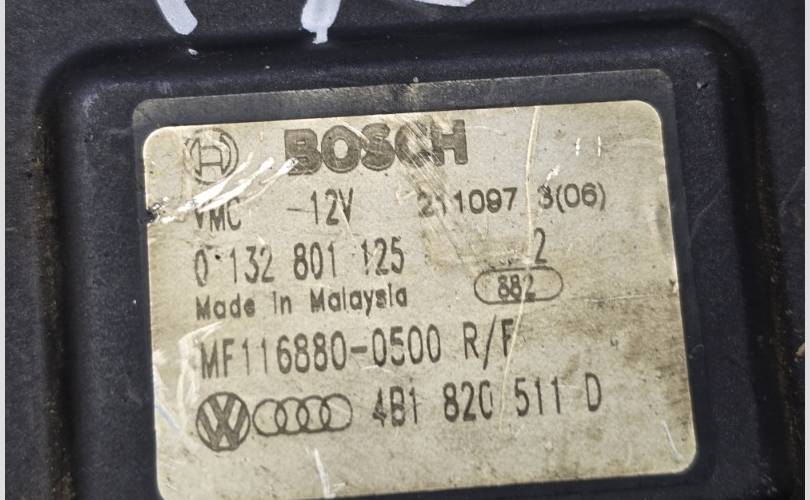 BOSCH
VMC 12V 211097 3(06)
0 132 801 125 2
Made in Malaysia 882
MF116880-0500 R/F
VW 4B1 820 511 D